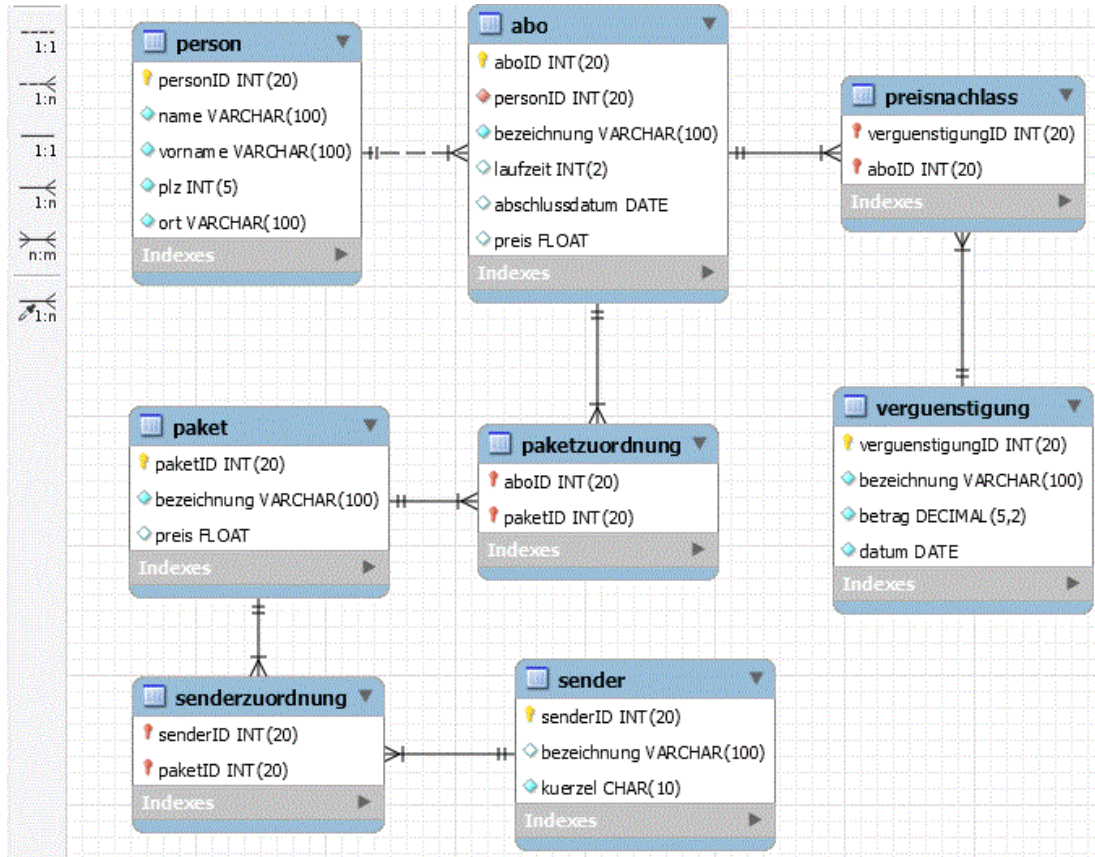 1:1
1:n
1:1
1:n
n:m
1:n
person
personID INT(20)
name VARCHAR(100)
vorname VARCHAR(100)
plz INT(5)
ort VARCHAR(100)
Indexes
abo
aboID INT(20)
personID INT(20)
bezeichnung VARCHAR(100)
laufzeit INT(2)
abschlussdatum DATE
preis FLOAT
Indexes
preisnachlass
verguenstigungID INT(20)
aboID INT(20)
Indexes
paket
paketID INT(20)
bezeichnung VARCHAR(100)
preis FLOAT
Indexes
paketzuordnung
aboID INT(20)
paketID INT(20)
Indexes
verguenstigung
verguenstigungID INT(20)
bezeichnung VARCHAR(100)
betrag DECIMAL(5,2)
datum DATE
Indexes
senderzuordnung
senderID INT(20)
paketID INT(20)
Indexes
sender
senderID INT(20)
bezeichnung VARCHAR(100)
kuerzel CHAR(10)
Indexes